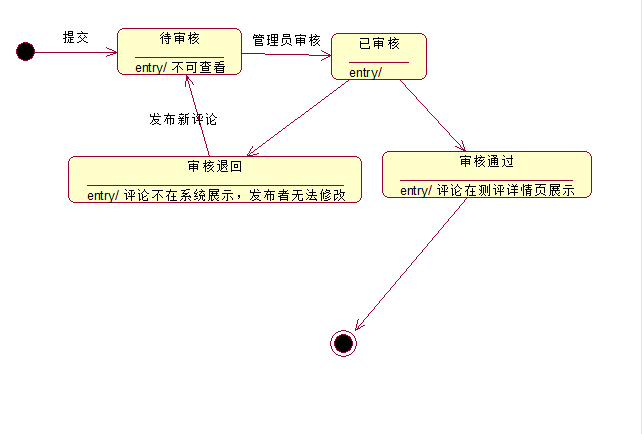 提交
待审核
entry/ 不可查看
管理员审核
已审核
entry/
发布新评论
审核退回
entry/ 评论不在系统展示，发布者无法修改
审核通过
entry/ 评论在测评详情页展示